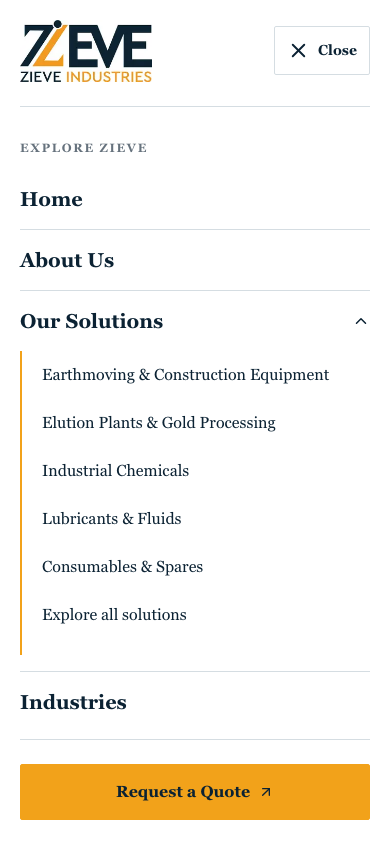 ZIEVE
ZIEVE INDUSTRIES
Close
EXPLORE ZIEVE
Home
About Us
Our Solutions
Earthmoving & Construction Equipment
Elution Plants & Gold Processing
Industrial Chemicals
Lubricants & Fluids
Consumables & Spares
Explore all solutions
Industries
Request a Quote